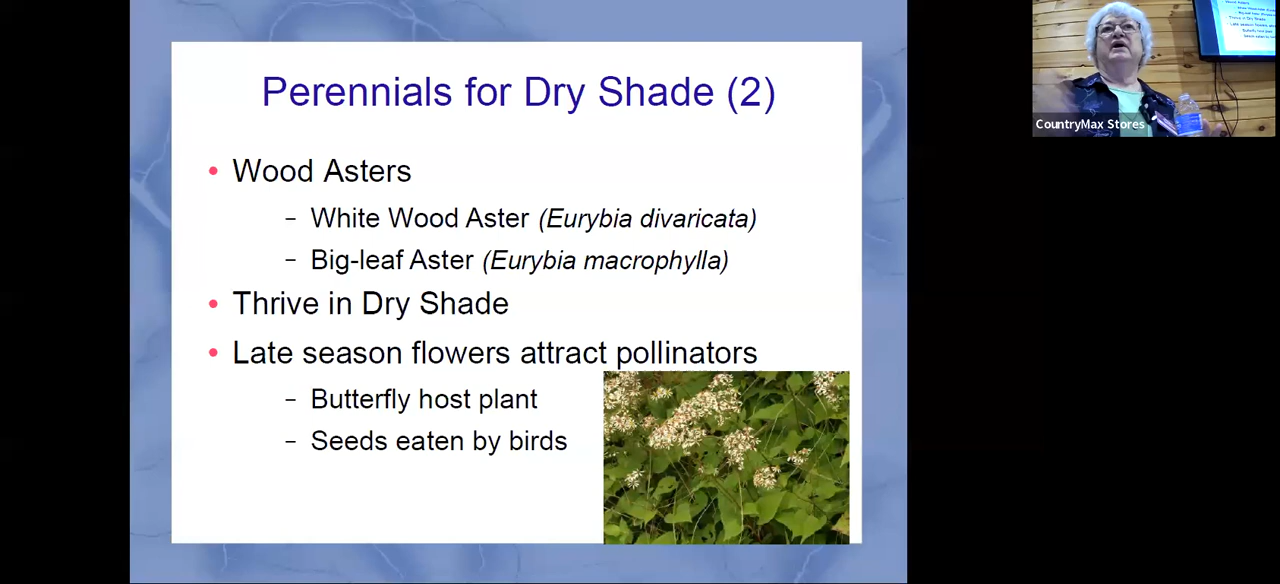 Perennials for Dry Shade (2)
• Wood Asters
– White Wood Aster (Eurybia divaricata)
– Big-leaf Aster (Eurybia macrophylla)
• Thrive in Dry Shade
• Late season flowers attract pollinators
– Butterfly host plant
– Seeds eaten by birds
CountryMax Stores